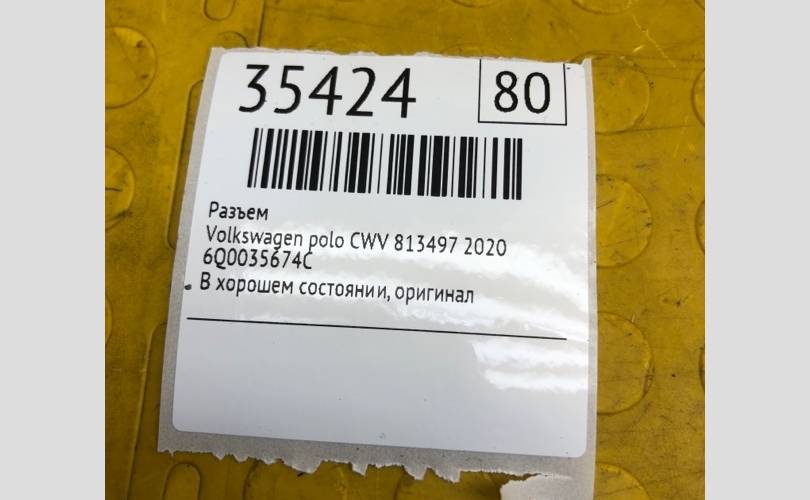 35424 80
Разъем
Volkswagen polo CWV 813497 2020
6Q0035674C
В хорошем состоянии, оригинал